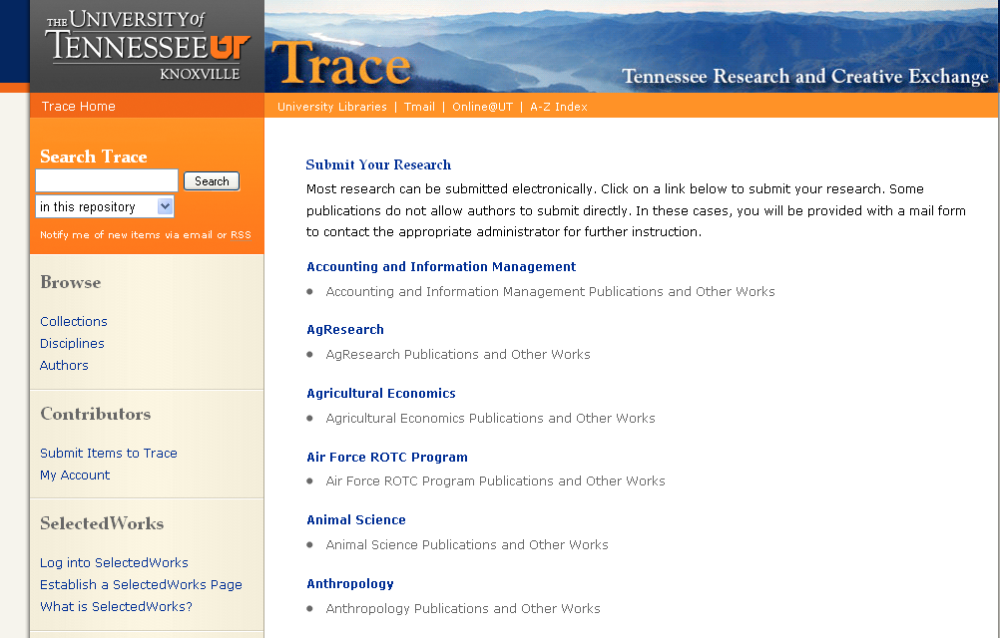 THE UNIVERSITY of
TENNESSEE UT
KNOXVILLE
Trace
Tennessee Research and Creative Exchange
Trace Home
University Libraries | Tmail | Online@UT | A-Z Index
Search Trace
Search
in this repository
Notify me of new items via email or RSS
Browse
Collections
Disciplines
Authors
Contributors
Submit Items to Trace
My Account
SelectedWorks
Log into SelectedWorks
Establish a SelectedWorks Page
What is SelectedWorks?
Submit Your Research
Most research can be submitted electronically. Click on a link below to submit your research. Some
publications do not allow authors to submit directly. In these cases, you will be provided with a mail form
to contact the appropriate administrator for further instruction.
Accounting and Information Management
• Accounting and Information Management Publications and Other Works
AgResearch
• AgResearch Publications and Other Works
Agricultural Economics
• Agricultural Economics Publications and Other Works
Air Force ROTC Program
• Air Force ROTC Program Publications and Other Works
Animal Science
• Animal Science Publications and Other Works
Anthropology
• Anthropology Publications and Other Works